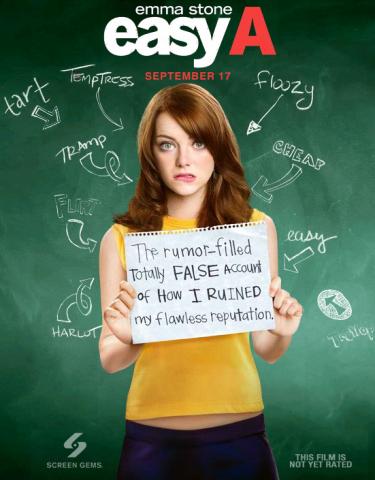 emma stone
easy A
SEPTEMBER 17
tart
TEMPTRESS
floozy
TRAMP
CHEAP
FLIRT
easy
HARLOT
The rumor-filled
Totally FALSE Account
of How I RUINED
my flawless reputation.
SCREEN GEMS
THIS FILM IS
NOT YET RATED